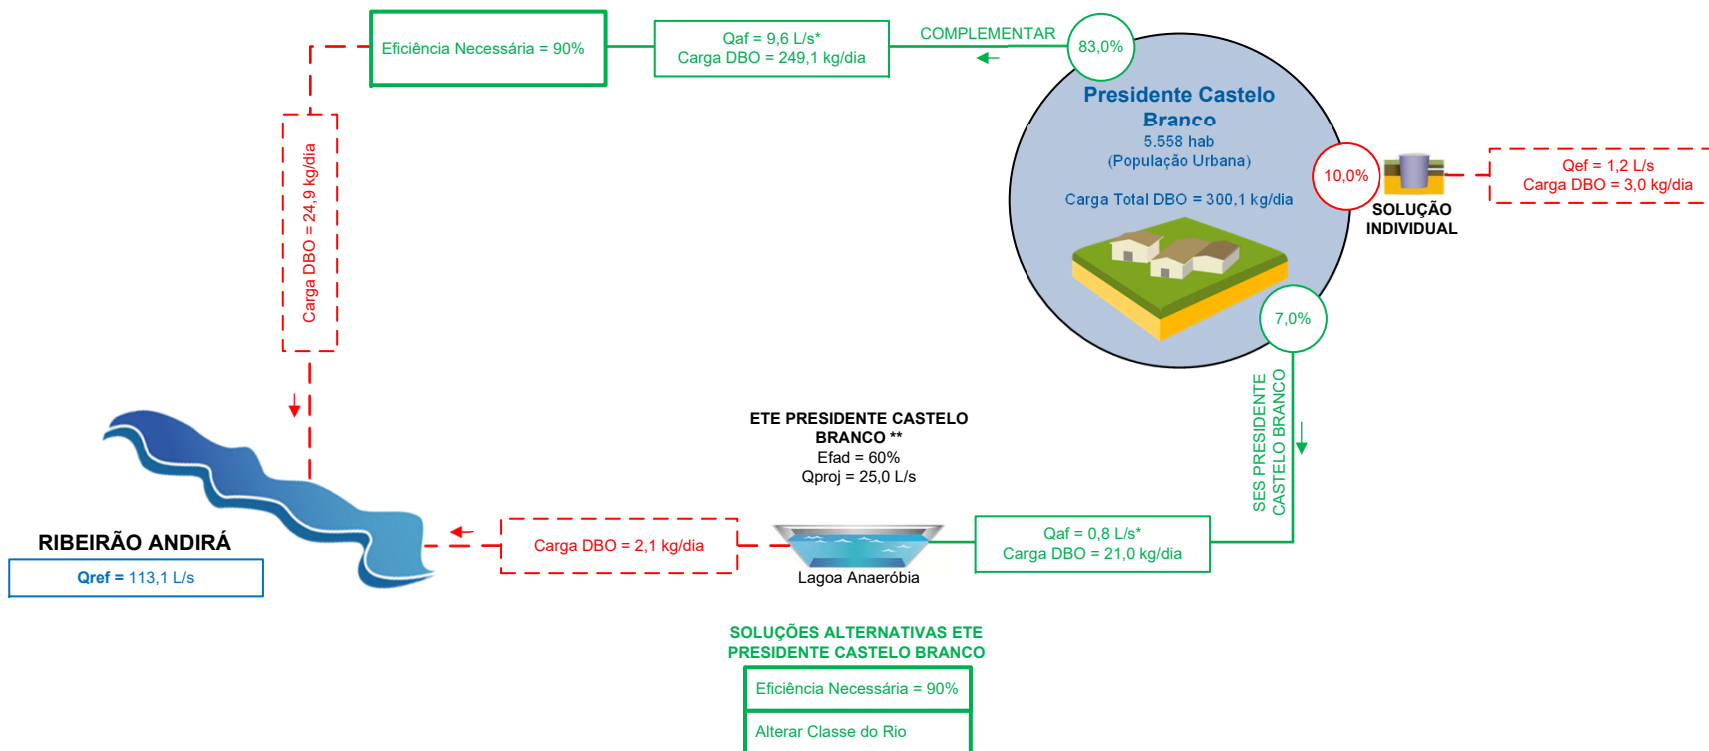 Eficiência Necessária = 90%
Qaf = 9,6 L/s*
Carga DBO = 249,1 kg/dia
COMPLEMENTAR
83,0%
Presidente Castelo
Branco
5.558 hab
(População Urbana)
Carga Total DBO = 300,1 kg/dia
10,0%
SOLUÇÃO
INDIVIDUAL
Qef = 1,2 L/s
Carga DBO = 3,0 kg/dia
7,0%
SES PRESIDENTE
CASTELO BRANCO
Carga DBO = 24,9 kg/dia
ETE PRESIDENTE CASTELO
BRANCO **
Efad = 60%
Qproj = 25,0 L/s
RIBEIRÃO ANDIRÁ
Qref = 113,1 L/s
Carga DBO = 2,1 kg/dia
Lagoa Anaeróbia
Qaf = 0,8 L/s*
Carga DBO = 21,0 kg/dia
SOLUÇÕES ALTERNATIVAS ETE
PRESIDENTE CASTELO BRANCO
Eficiência Necessária = 90%
Alterar Classe do Rio